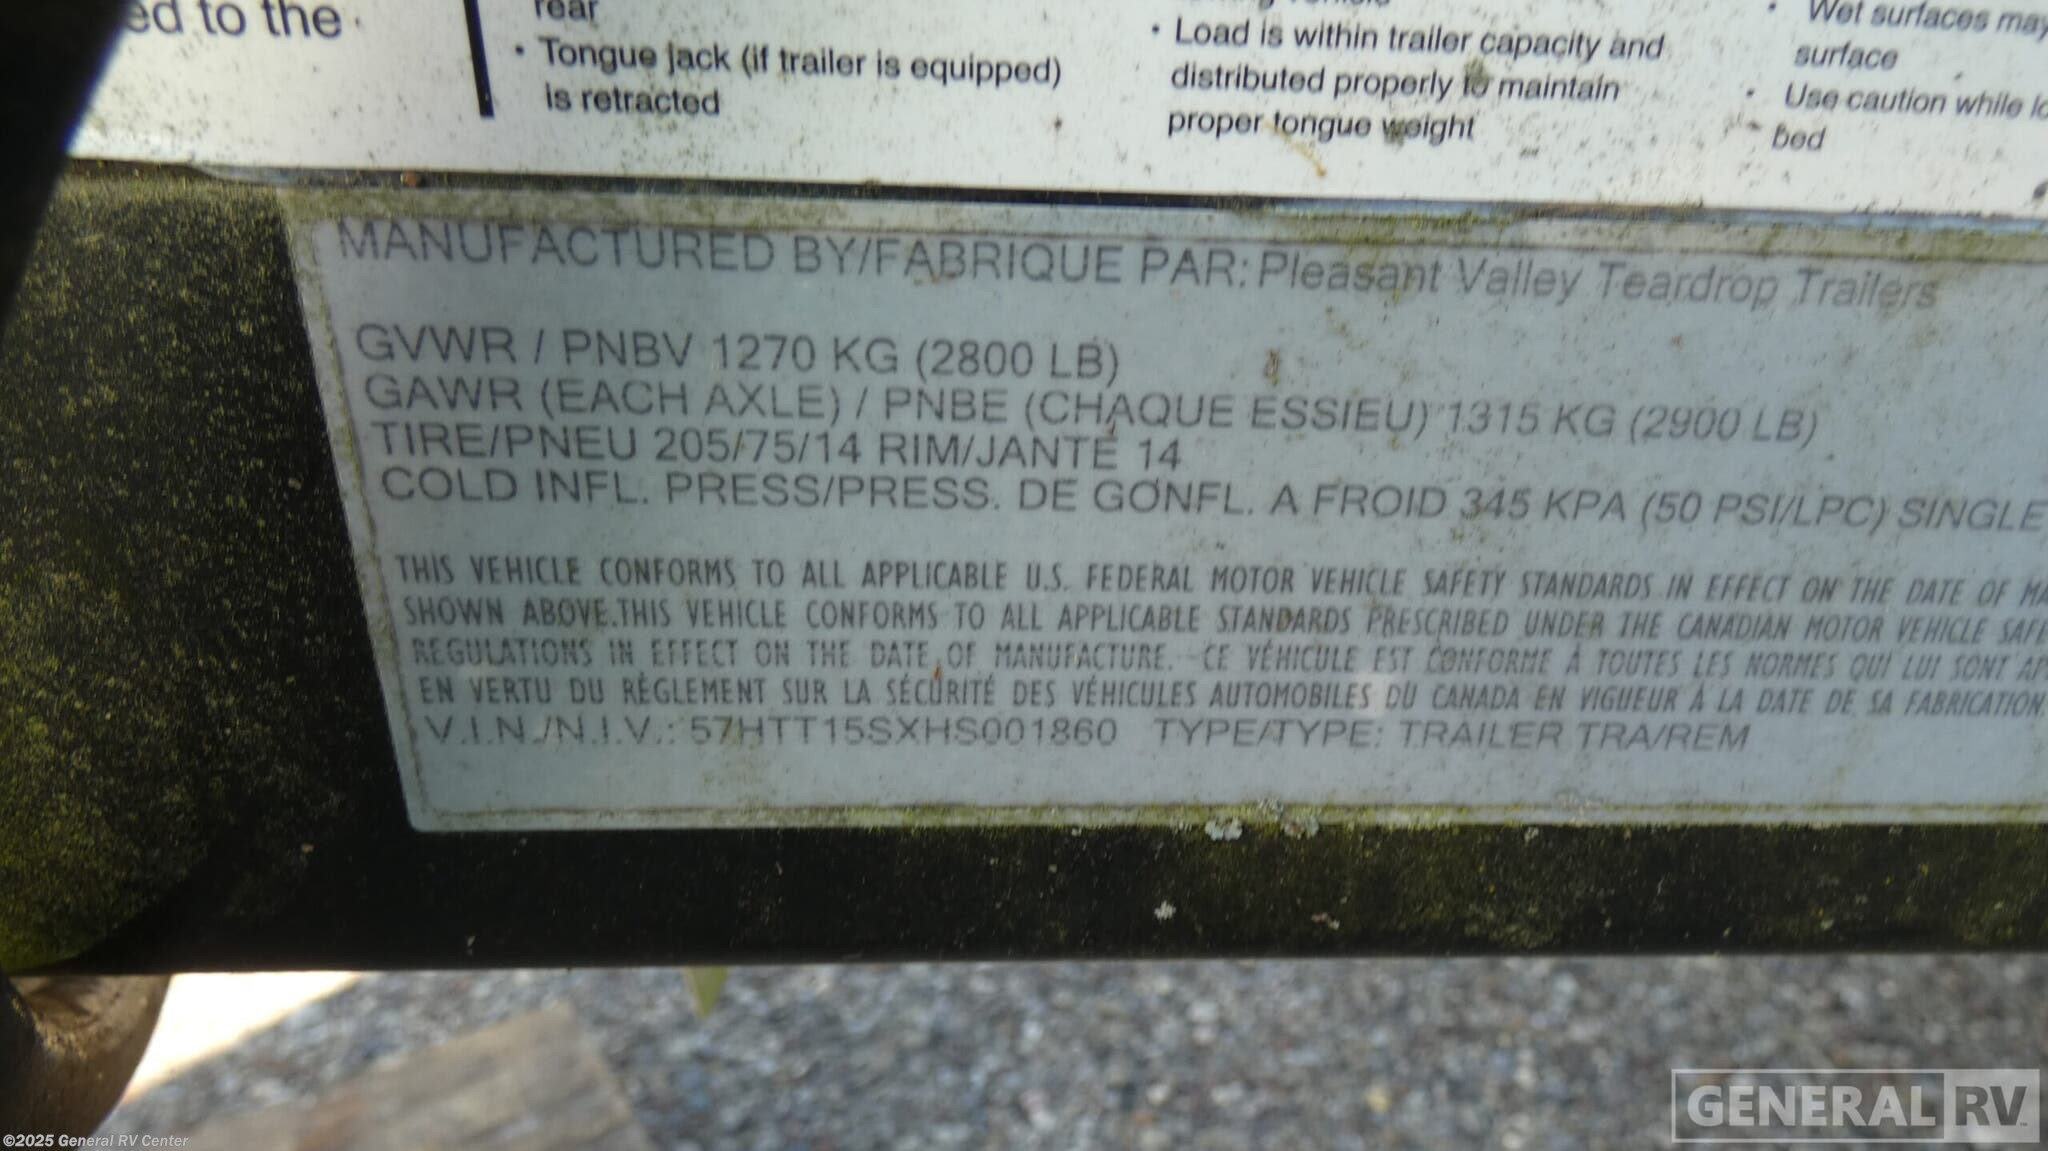 ed to the
rear
• Tongue jack (if trailer is equipped)
is retracted
• Load is within trailer capacity and
distributed properly to maintain
proper tongue weight
• Wet surfaces may
surface
• Use caution while lo
bed
MANUFACTURED BY/FABRIQUE PAR: Pleasant Valley Teardrop Trailers
GVWR / PNBV 1270 KG (2800 LB)
GAWR (EACH AXLE) / PNBE (CHAQUE ESSIEU) 1315 KG (2900 LB)
TIRE/PNEU 205/75/14 RIM/JANTE 14
COLD INFL. PRESS/PRESS. DE GONFL. A FROID 345 KPA (50 PSI/LPC) SINGLE
THIS VEHICLE CONFORMS TO ALL APPLICABLE U.S. FEDERAL MOTOR VEHICLE SAFETY STANDARDS IN EFFECT ON THE DATE OF MA
SHOWN ABOVE.THIS VEHICLE CONFORMS TO ALL APPLICABLE STANDARDS PRESCRIBED UNDER THE CANADIAN MOTOR VEHICLE SAFE
REGULATIONS IN EFFECT ON THE DATE OF MANUFACTURE. CE VÉHICULE EST CONFORME À TOUTES LES NORMES QUI LUI SONT AP
EN VERTU DU RÈGLEMENT SUR LA SÉCURITÉ DES VÉHICULES AUTOMOBILES DU CANADA EN VIGUEUR À LA DATE DE SA FABRICATION.
V.I.N./N.I.V.: 57HTT15SXHS001860 TYPE/TYPE: TRAILER TRA/REM
GENERAL RV
©2025 General RV Center